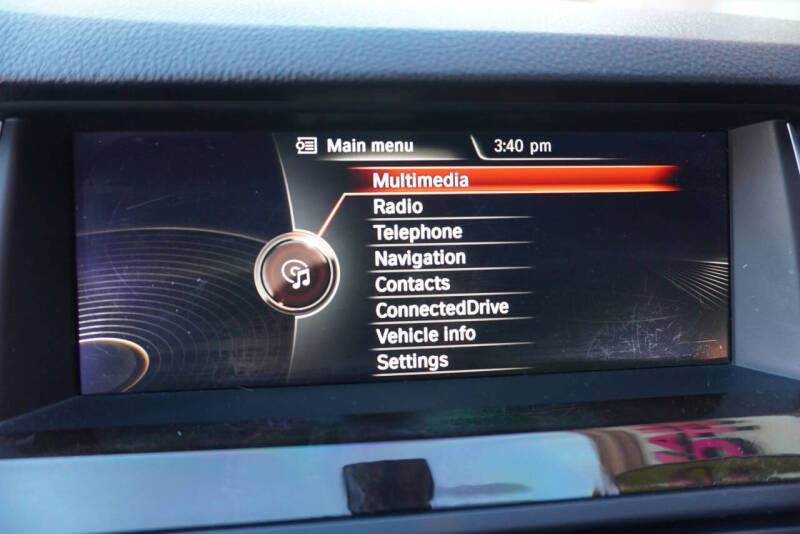 Main menu 3:40 pm
Multimedia
Radio
Telephone
Navigation
Contacts
ConnectedDrive
Vehicle info
Settings